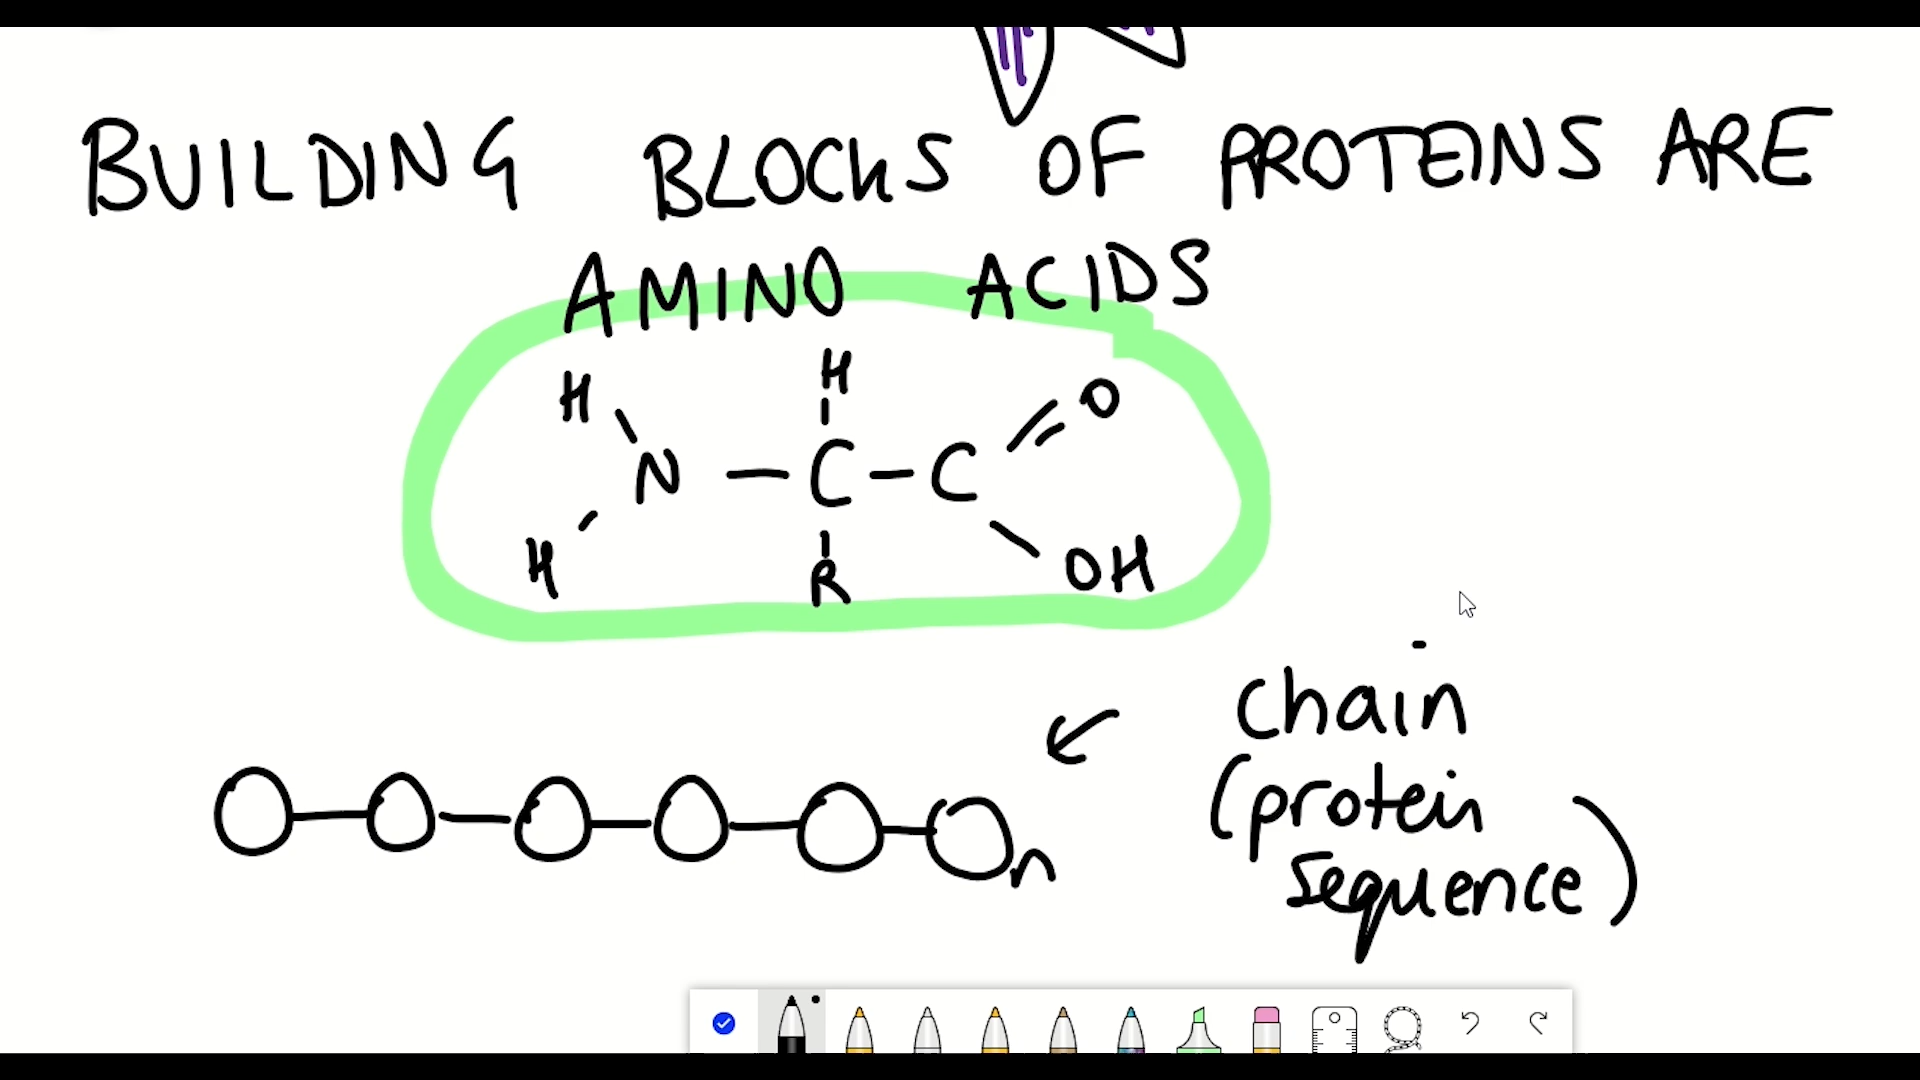 BUILDING BLOCKS OF PROTEINS ARE
AMINO ACIDS
H H O
N - C - C
H R OH
chain
(protein
sequence)
n